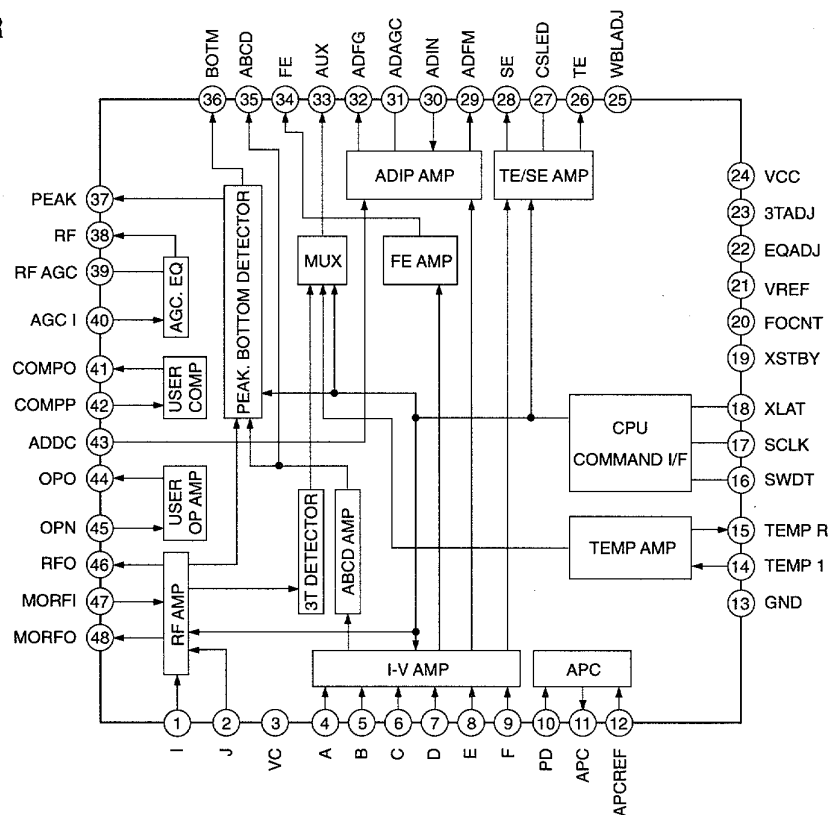 R
BOTM
ABCD
FE
AUX
ADFG
ADAGC
ADIN
ADFM
SE
CSLED
TE
WBLADJ
36
35
34
33
32
31
30
29
28
27
26
25
PEAK 37
RF 38
RF AGC 39
AGC I 40
COMPO 41
COMPP 42
ADDC 43
OPO 44
OPN 45
RFO 46
MORFI 47
MORFO 48
AGC. EQ
USER
COMP
USER
OP AMP
RF AMP
PEAK. BOTTOM DETECTOR
MUX
FE AMP
ADIP AMP
TE/SE AMP
3T DETECTOR
ABCD AMP
CPU
COMMAND I/F
TEMP AMP
I-V AMP
APC
24 VCC
23 3TADJ
22 EQADJ
21 VREF
20 FOCNT
19 XSTBY
18 XLAT
17 SCLK
16 SWDT
15 TEMP R
14 TEMP 1
13 GND
1
2
3
4
5
6
7
8
9
10
11
12
I
J
VC
A
B
C
D
E
F
PD
APC
APCREF